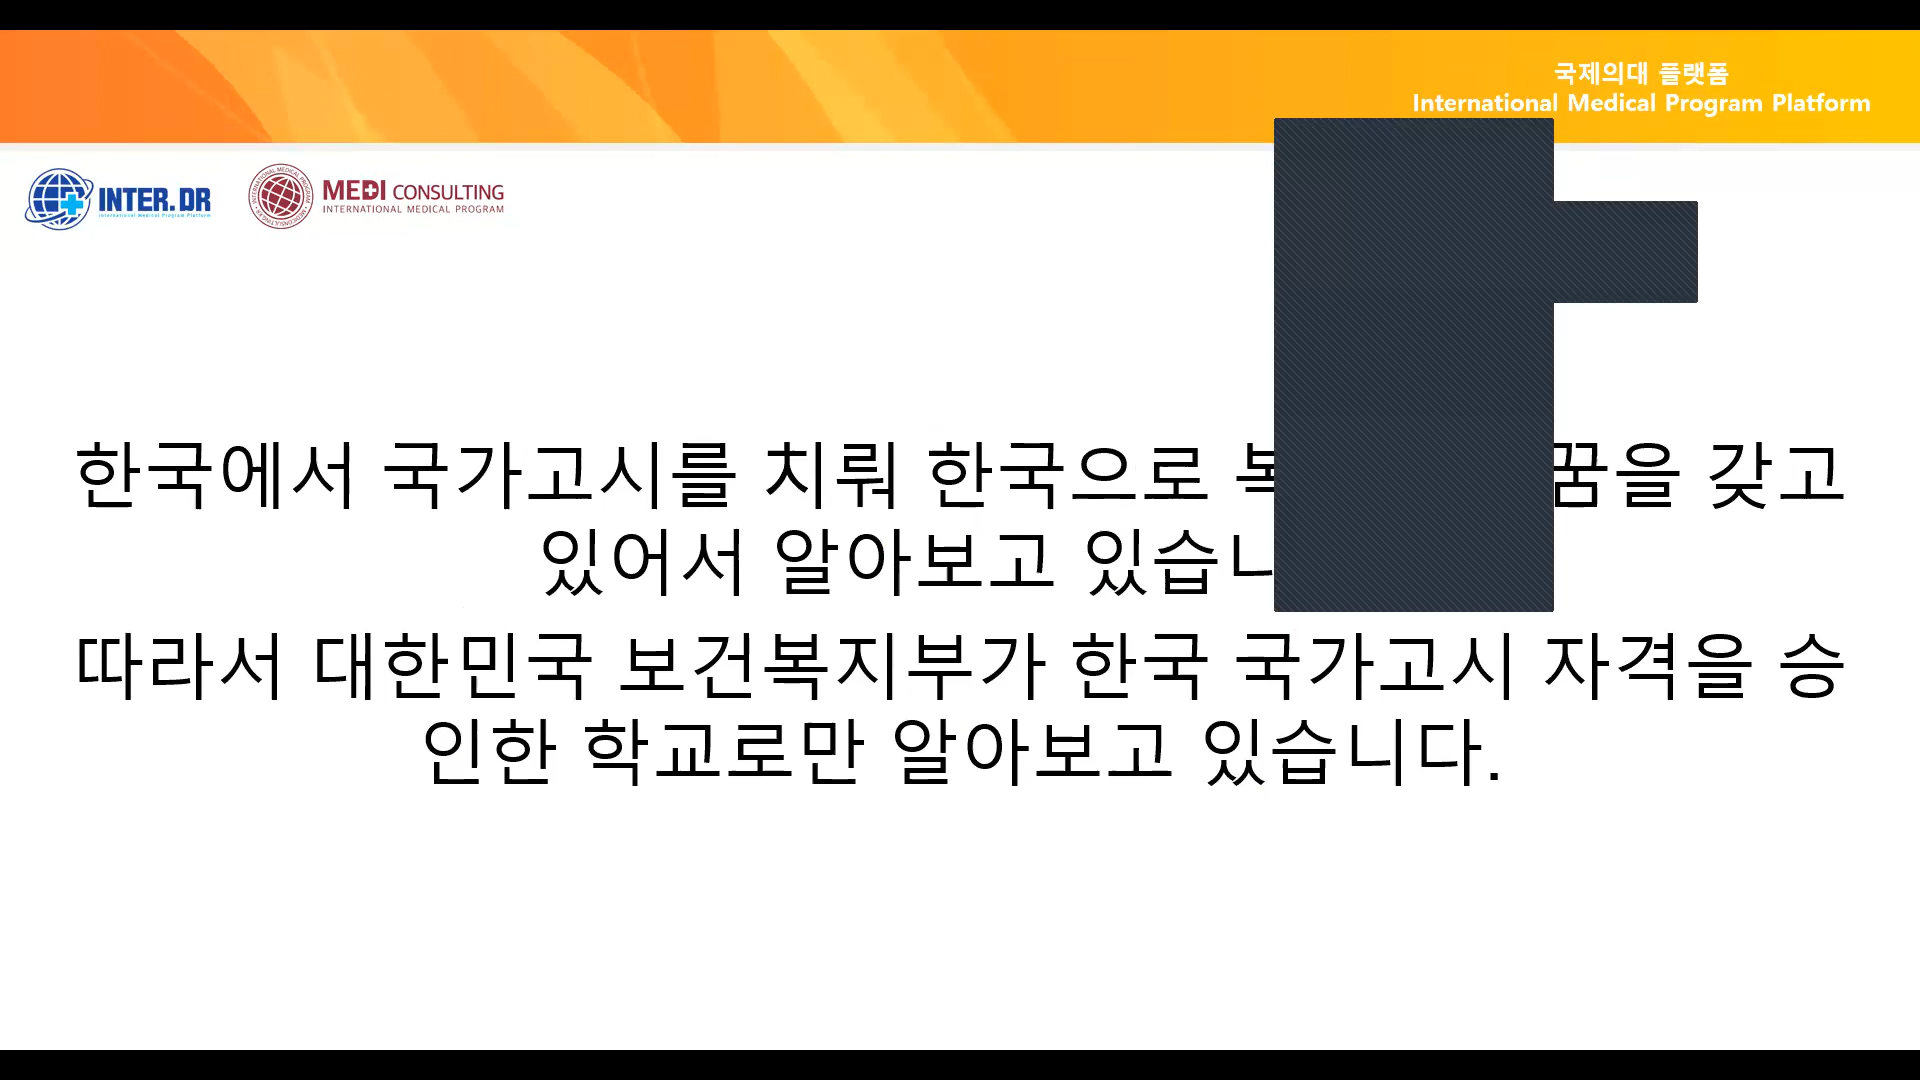 국제의대 플랫폼
International Medical Program Platform
INTER.DR
International Medical Program Platform
MEDI CONSULTING
INTERNATIONAL MEDICAL PROGRAM
한국에서 국가고시를 치뤄 한국으로 꿈을 갖고
있어서 알아보고
따라서 대한민국 보건복지부가 한국 국가고시 자격을 승
인한 학교로만 알아보고 있습니다.